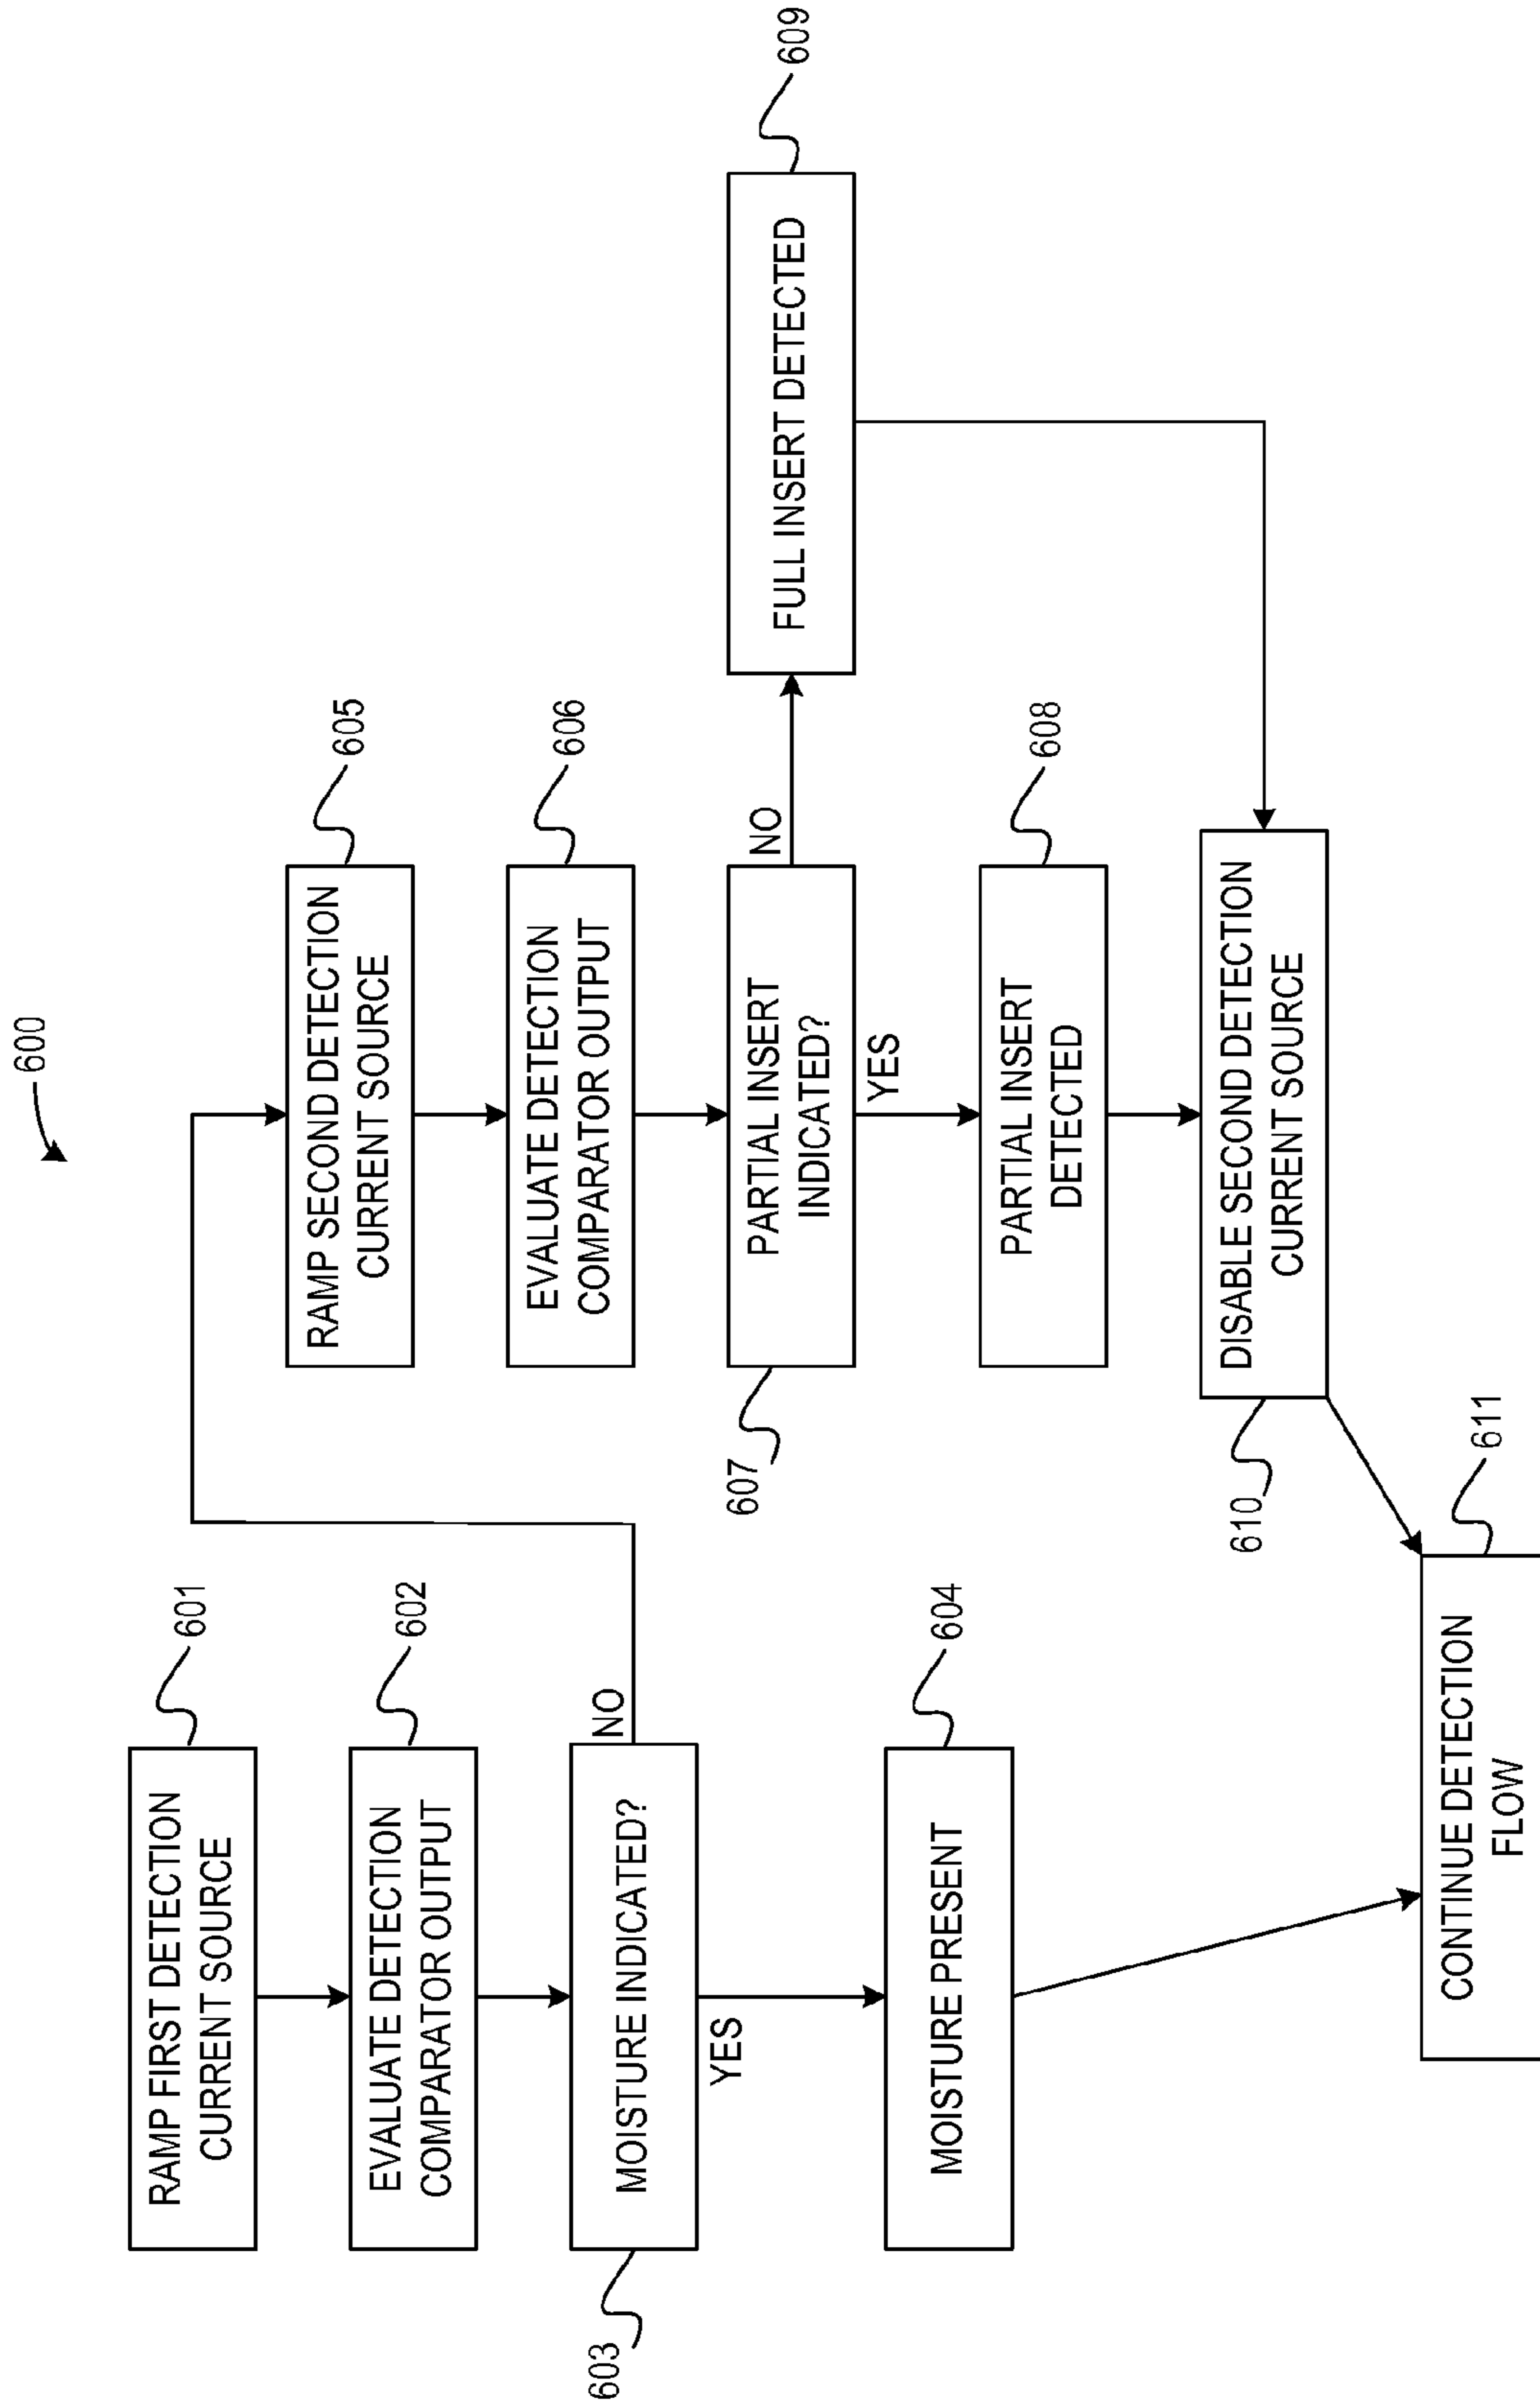 600
RAMP FIRST DETECTION
CURRENT SOURCE
601
EVALUATE DETECTION
COMPARATOR OUTPUT
602
MOISTURE INDICATED?
603
NO
YES
MOISTURE PRESENT
604
RAMP SECOND DETECTION
CURRENT SOURCE
605
EVALUATE DETECTION
COMPARATOR OUTPUT
606
PARTIAL INSERT
INDICATED?
607
NO
YES
PARTIAL INSERT
DETECTED
608
FULL INSERT DETECTED
609
DISABLE SECOND DETECTION
CURRENT SOURCE
610
CONTINUE DETECTION
FLOW
611